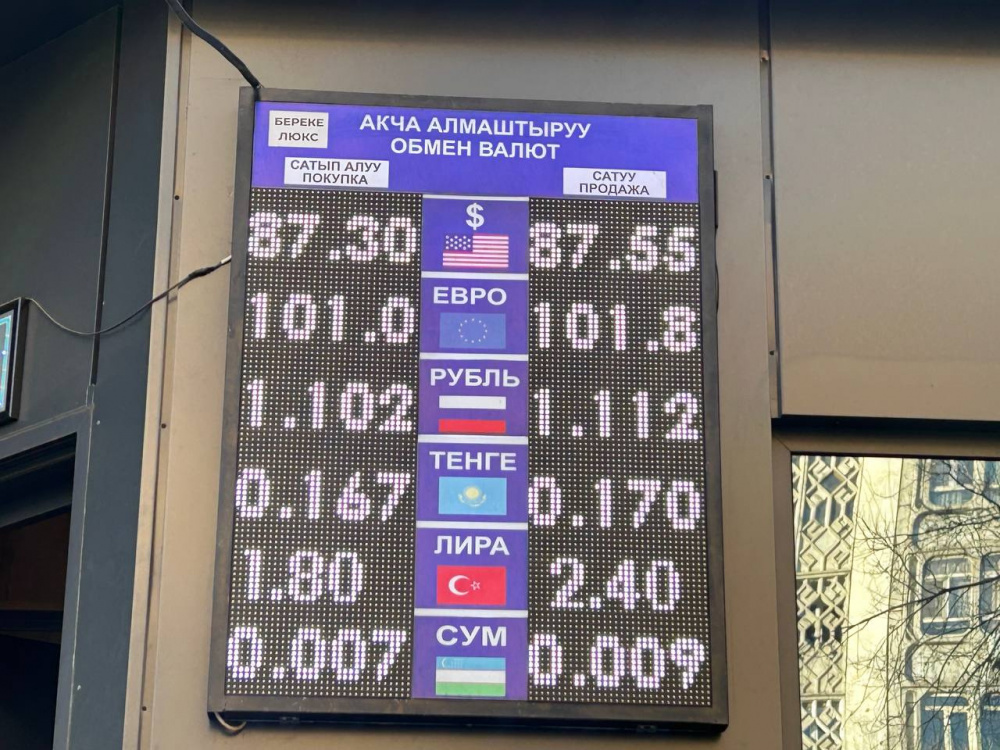 БЕРЕКЕ
ЛЮКС
АКЧА АЛМАШТЫРУУ
ОБМЕН ВАЛЮТ
САТЫП АЛУУ
ПОКУПКА
САТУУ
ПРОДАЖА
87.30 $ 87.55
101.0 ЕВРО 101.8
1.102 РУБЛЬ 1.112
0.167 ТЕНГЕ 0.170
1.80 ЛИРА 2.40
0.007 СУМ 0.009